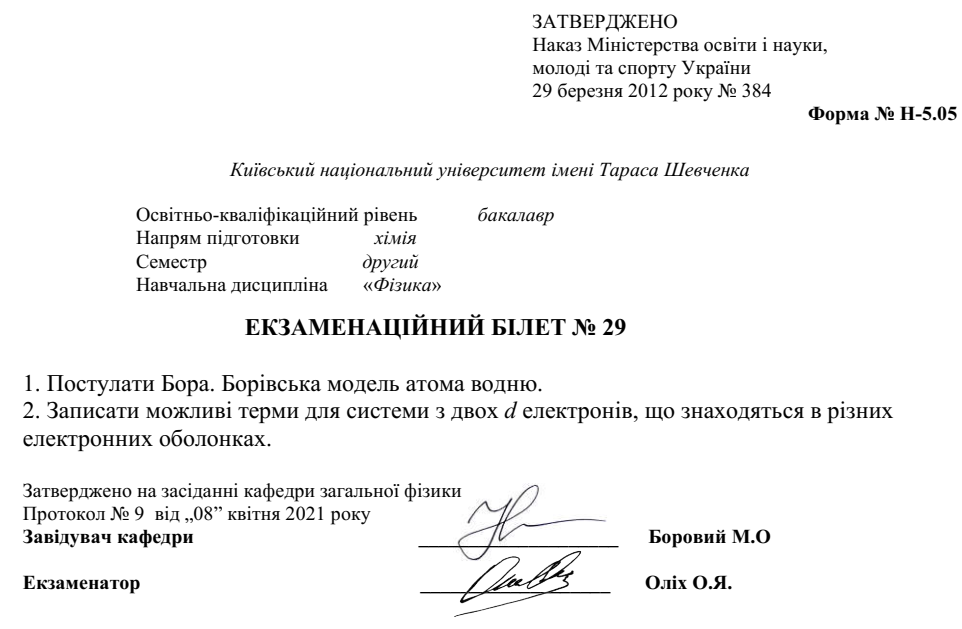 ЗАТВЕРДЖЕНО
Наказ Міністерства освіти і науки,
молоді та спорту України
29 березня 2012 року № 384
Форма № Н-5.05
Київський національний університет імені Тараса Шевченка
Освітньо-кваліфікаційний рівень бакалавр
Напрям підготовки хімія
Семестр другий
Навчальна дисципліна «Фізика»
ЕКЗАМЕНАЦІЙНИЙ БІЛЕТ № 29
1. Постулати Бора. Борівська модель атома водню.
2. Записати можливі терми для системи з двох d електронів, що знаходяться в різних
електронних оболонках.
Затверджено на засіданні кафедри загальної фізики
Протокол № 9 від „08” квітня 2021 року
Завідувач кафедри Боровий М.О
Екзаменатор Оліх О.Я.